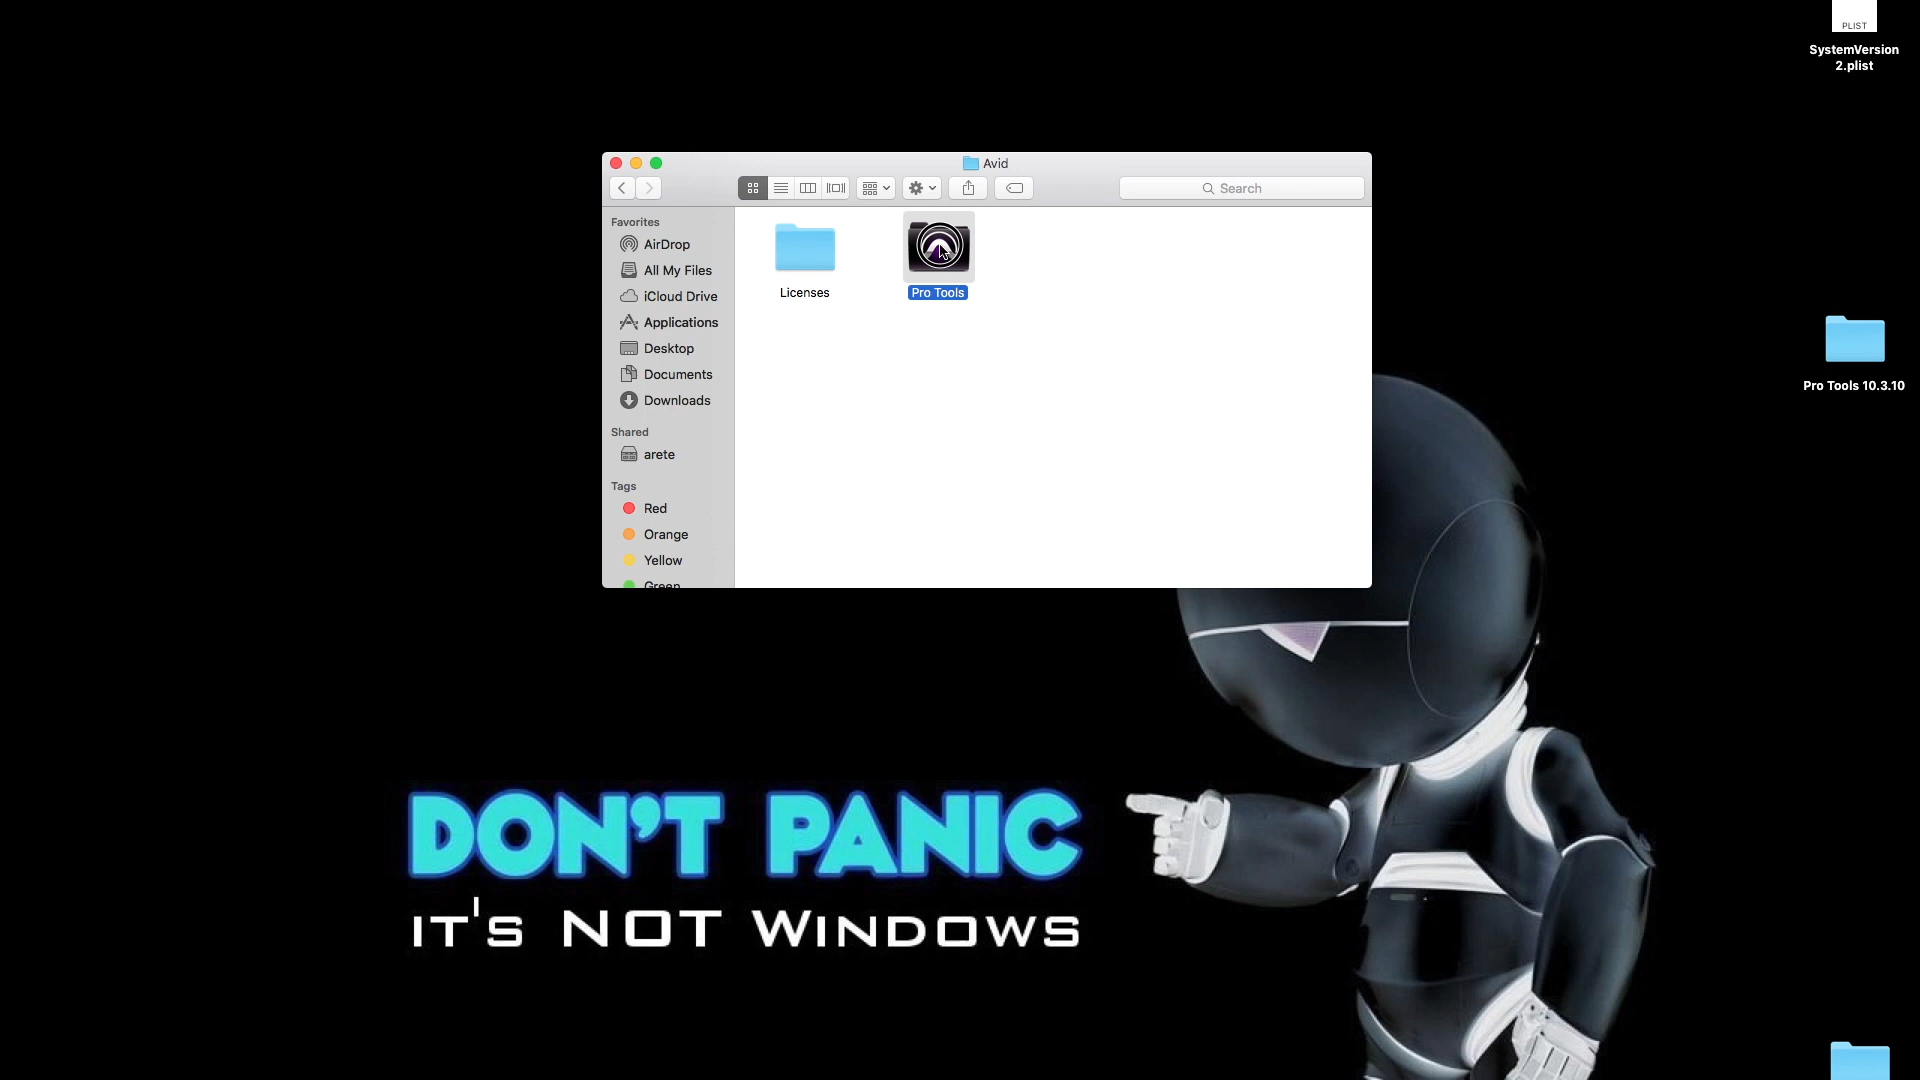 PLIST
SystemVersion
2.plist
Avid
Search
Favorites
AirDrop
All My Files
iCloud Drive
Applications
Desktop
Documents
Downloads
Shared
arete
Tags
Red
Orange
Yellow
Green
Licenses
Pro Tools
Pro Tools 10.3.10
DON'T PANIC
IT'S NOT WINDOWS